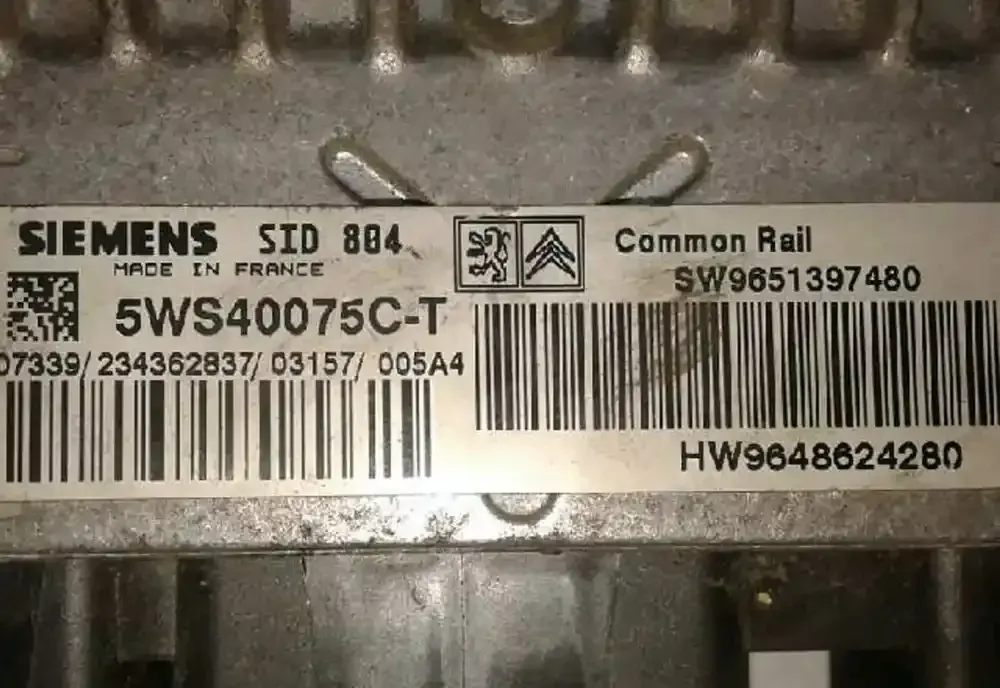 SIEMENS SID 804
MADE IN FRANCE
5WS40075C-T
07339/ 234362837/ 03157/ 005A4
Common Rail
SW9651397480
HW9648624280